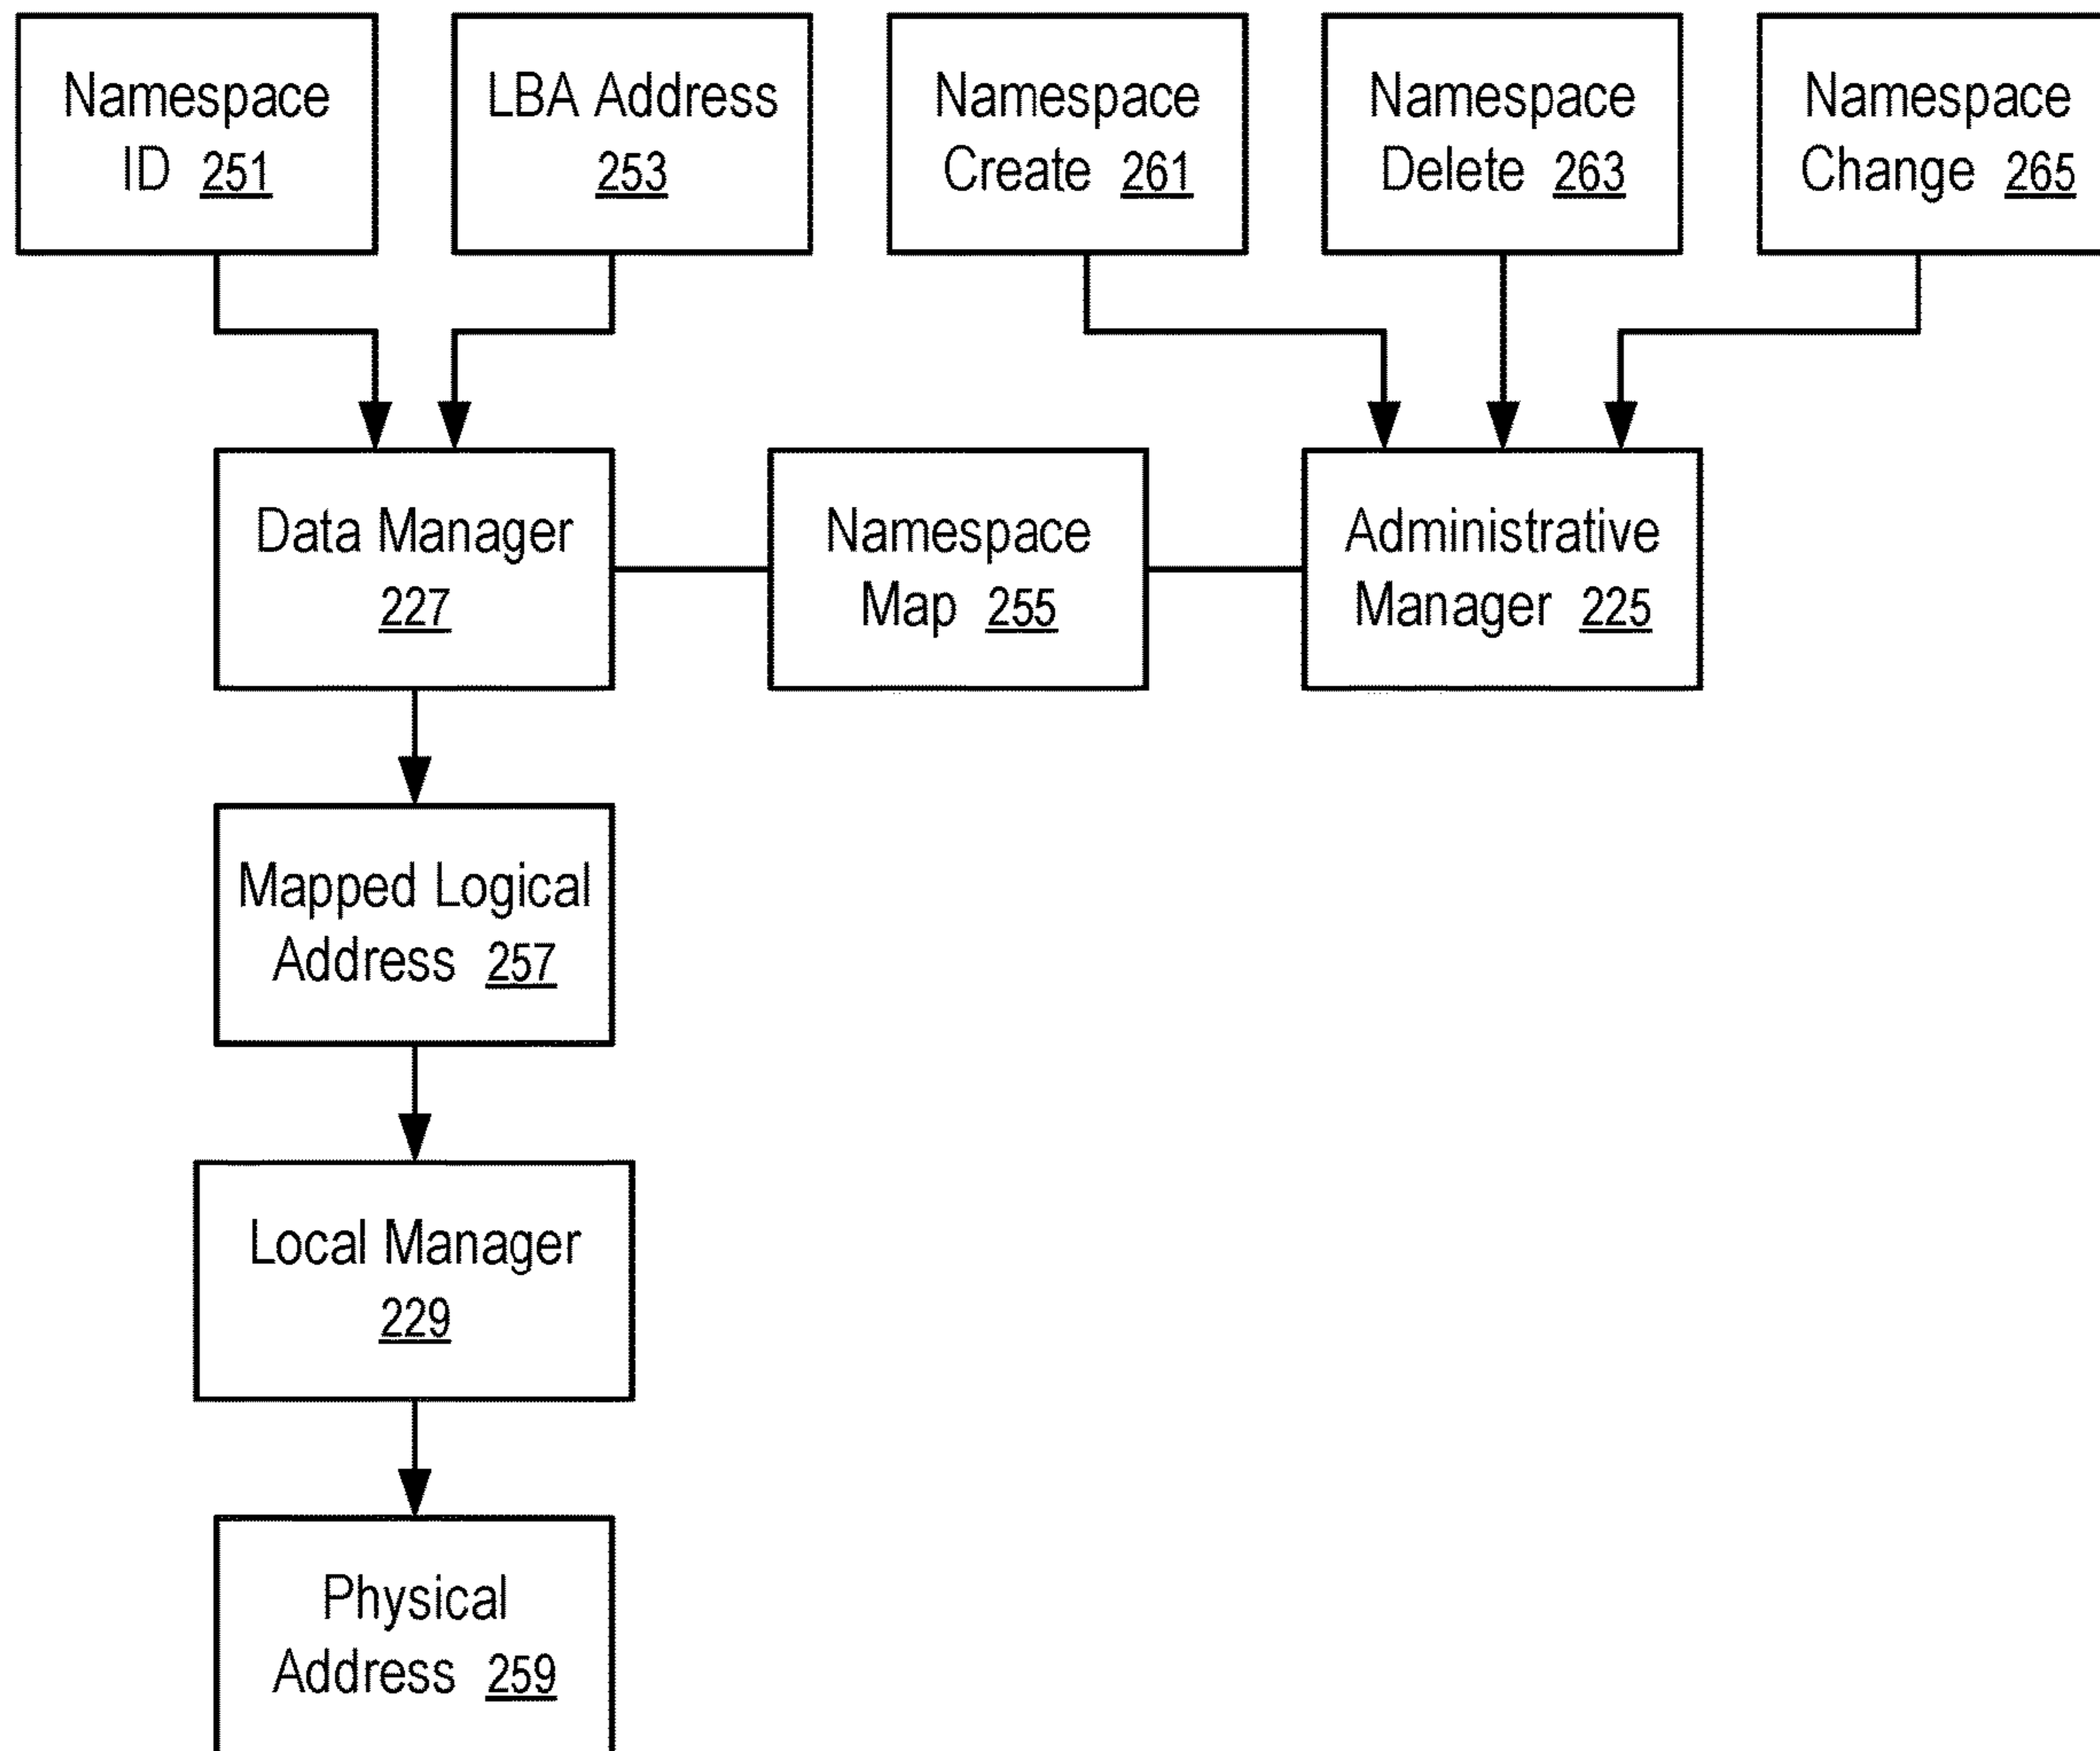 Namespace
ID 251
LBA Address
253
Namespace
Create 261
Namespace
Delete 263
Namespace
Change 265
Data Manager
227
Namespace
Map 255
Administrative
Manager 225
Mapped Logical
Address 257
Local Manager
229
Physical
Address 259